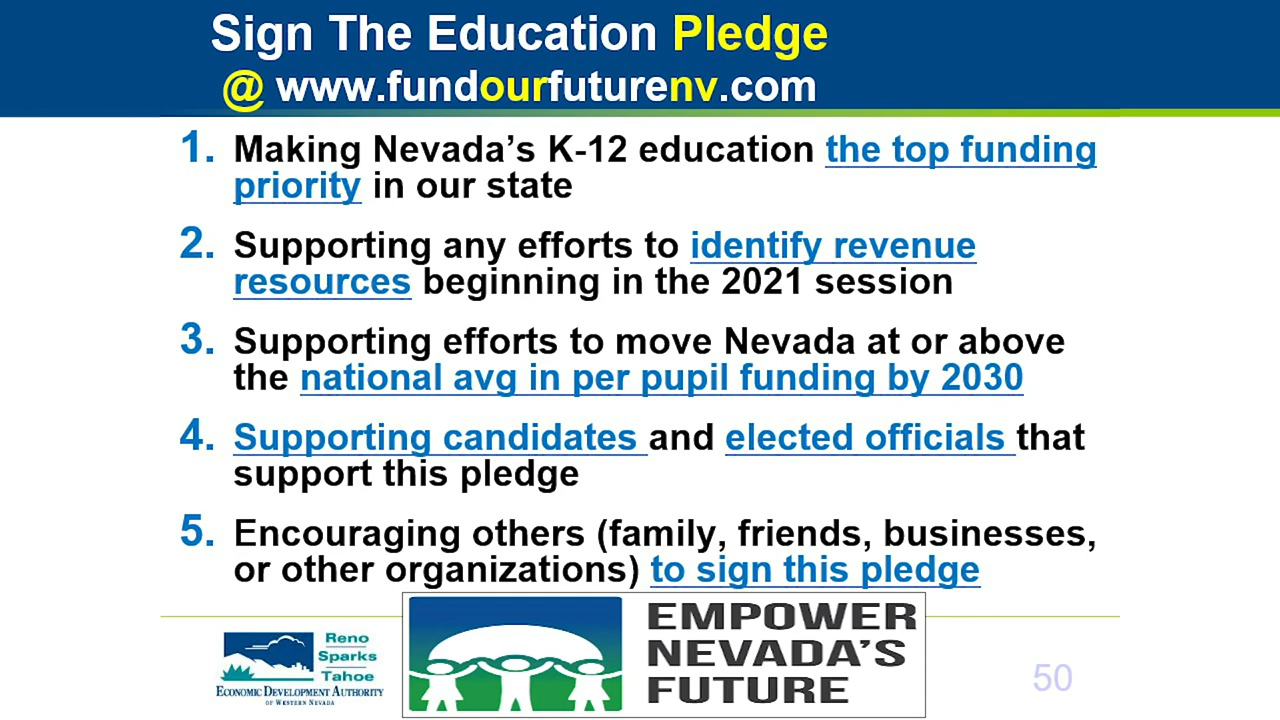 Sign The Education Pledge
@ www.fundourfuturenv.com
1. Making Nevada’s K-12 education the top funding
priority in our state
2. Supporting any efforts to identify revenue
resources beginning in the 2021 session
3. Supporting efforts to move Nevada at or above
the national avg in per pupil funding by 2030
4. Supporting candidates and elected officials that
support this pledge
5. Encouraging others (family, friends, businesses,
or other organizations) to sign this pledge
Reno
Sparks
Tahoe
ECONOMIC DEVELOPMENT AUTHORITY
OF WESTERN NEVADA
EMPOWER
NEVADA’S
FUTURE
50